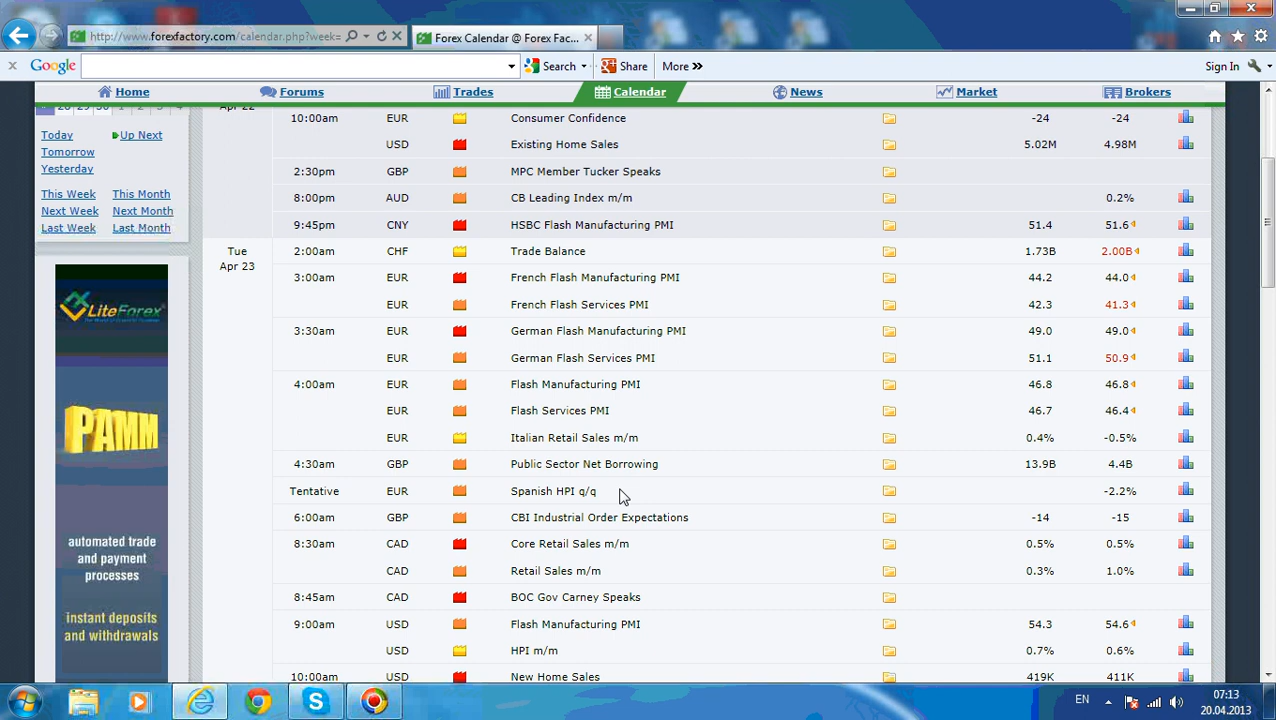 http://www.forexfactory.com/calendar.php?week=
Forex Calendar @ Forex Fac...
Google
Search
Share
More »
Sign In
Home
Forums
Trades
Calendar
News
Market
Brokers
28 29 30 1 2 3 4
Today
Up Next
Tomorrow
Yesterday
This Week This Month
Next Week Next Month
Last Week Last Month
LiteForex
PAMM
automated trade
and payment
processes
instant deposits
and withdrawals
Apr 22
10:00am EUR Consumer Confidence -24 -24
USD Existing Home Sales 5.02M 4.98M
2:30pm GBP MPC Member Tucker Speaks
8:00pm AUD CB Leading Index m/m 0.2%
9:45pm CNY HSBC Flash Manufacturing PMI 51.4 51.6
Tue
Apr 23
2:00am CHF Trade Balance 1.73B 2.00B
3:00am EUR French Flash Manufacturing PMI 44.2 44.0
EUR French Flash Services PMI 42.3 41.3
3:30am EUR German Flash Manufacturing PMI 49.0 49.0
EUR German Flash Services PMI 51.1 50.9
4:00am EUR Flash Manufacturing PMI 46.8 46.8
EUR Flash Services PMI 46.7 46.4
EUR Italian Retail Sales m/m 0.4% -0.5%
4:30am GBP Public Sector Net Borrowing 13.9B 4.4B
Tentative EUR Spanish HPI q/q -2.2%
6:00am GBP CBI Industrial Order Expectations -14 -15
8:30am CAD Core Retail Sales m/m 0.5% 0.5%
CAD Retail Sales m/m 0.3% 1.0%
8:45am CAD BOC Gov Carney Speaks
9:00am USD Flash Manufacturing PMI 54.3 54.6
USD HPI m/m 0.7% 0.6%
10:00am USD New Home Sales 419K 411K
EN
07:13
20.04.2013